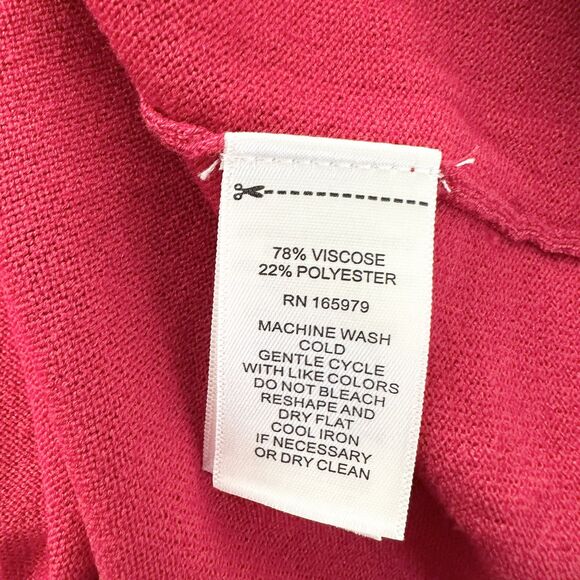 78% VISCOSE
22% POLYESTER
RN 165979
MACHINE WASH
COLD
GENTLE CYCLE
WITH LIKE COLORS
DO NOT BLEACH
RESHAPE AND
DRY FLAT
COOL IRON
IF NECESSARY
OR DRY CLEAN